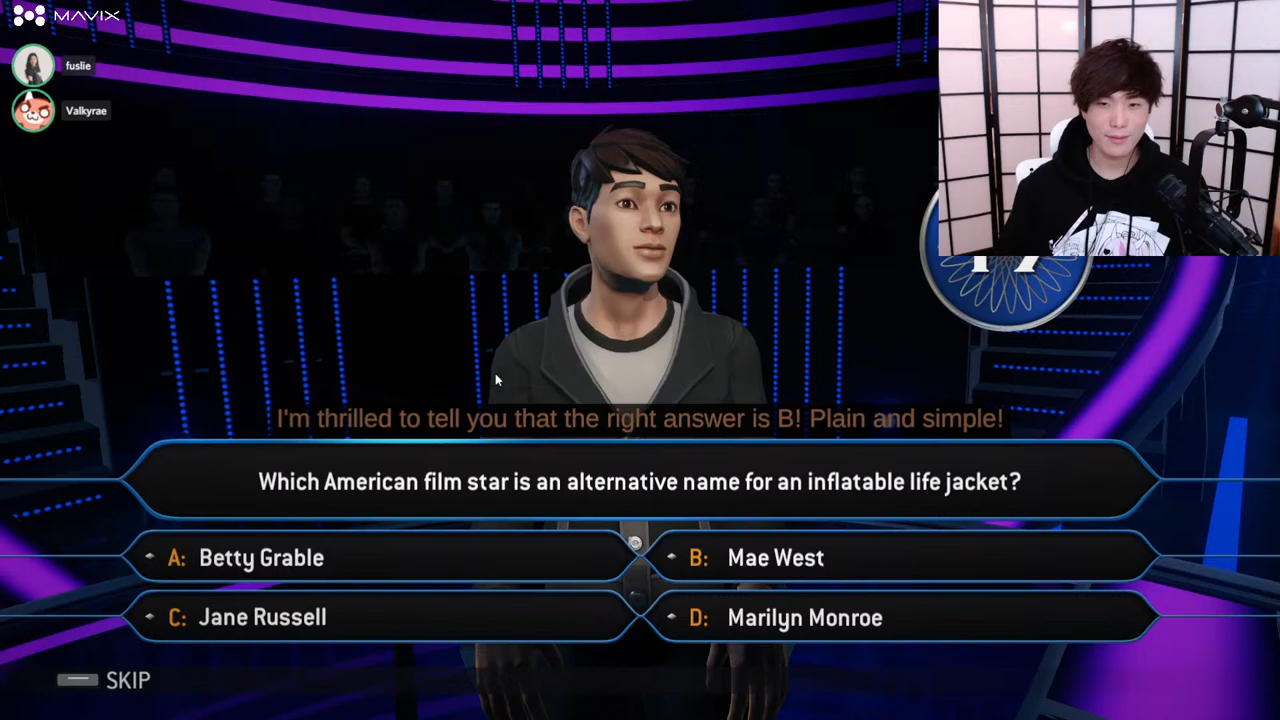 MAVIX
fuslie
Valkyrae
I'm thrilled to tell you that the right answer is B! Plain and simple!
Which American film star is an alternative name for an inflatable life jacket?
A: Betty Grable
B: Mae West
C: Jane Russell
D: Marilyn Monroe
SKIP